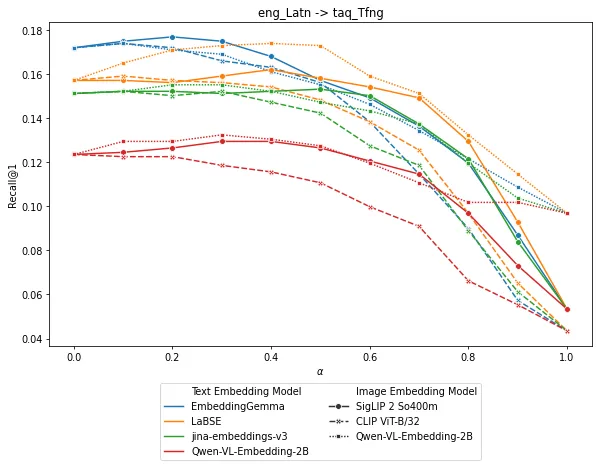 eng_Latn -> taq_Tfng
0.18
0.16
0.14
0.12
0.10
0.08
0.06
0.04
Recall@1
0.0 0.2 0.4 0.6 0.8 1.0
α
Text Embedding Model Image Embedding Model
EmbeddingGemma SigLIP 2 So400m
LaBSE CLIP ViT-B/32
jina-embeddings-v3 Qwen-VL-Embedding-2B
Qwen-VL-Embedding-2B